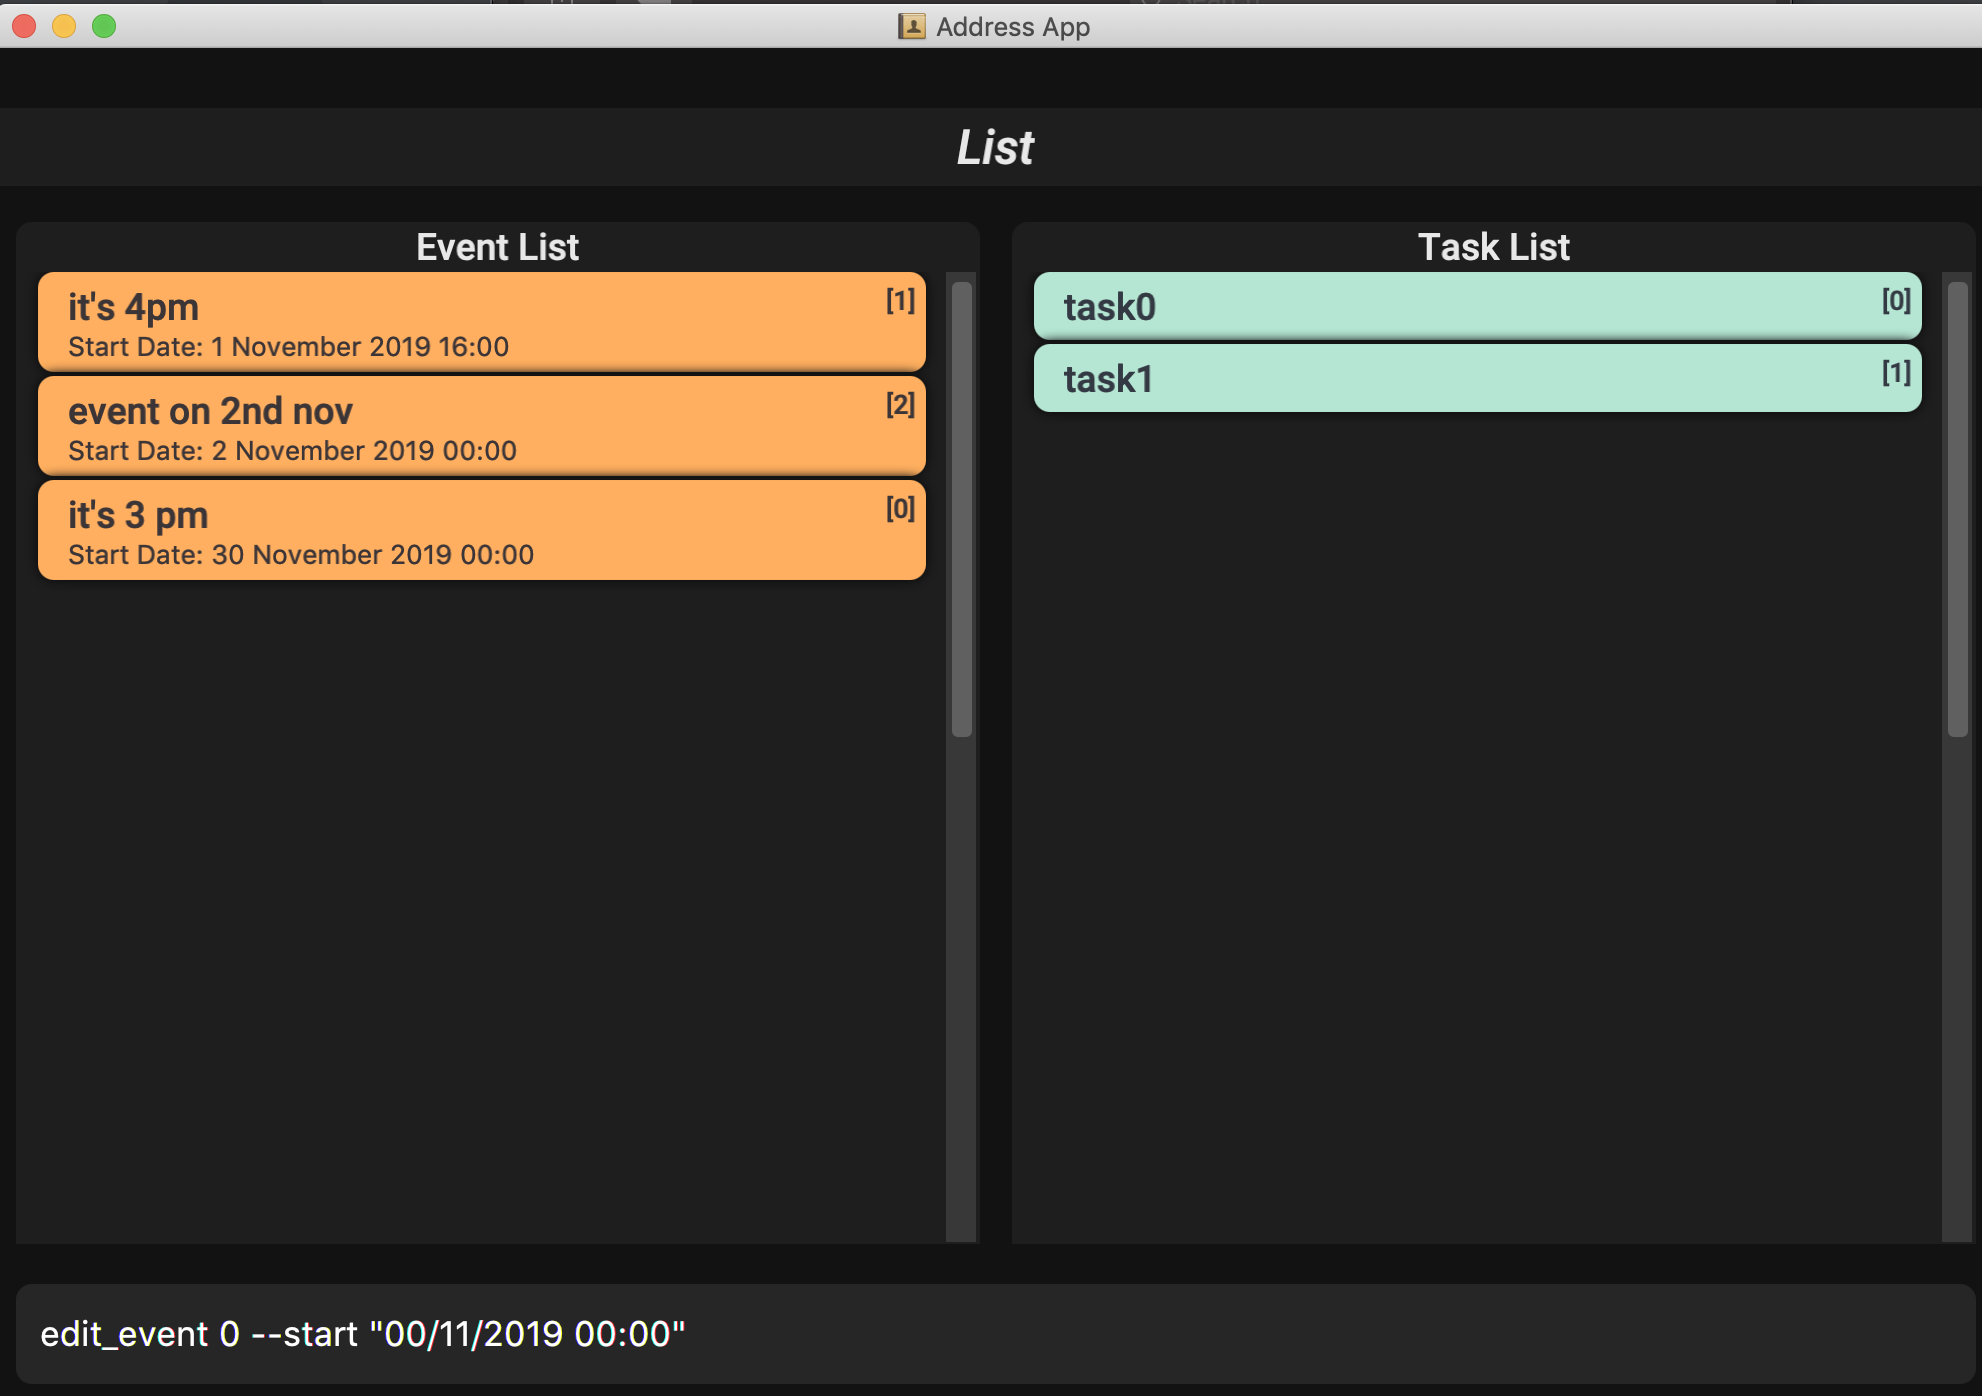 Address App
List
Event List
it's 4pm
[1]
Start Date: 1 November 2019 16:00
event on 2nd nov
[2]
Start Date: 2 November 2019 00:00
it's 3 pm
[0]
Start Date: 30 November 2019 00:00
Task List
task0
[0]
task1
[1]
edit_event 0 --start "00/11/2019 00:00"